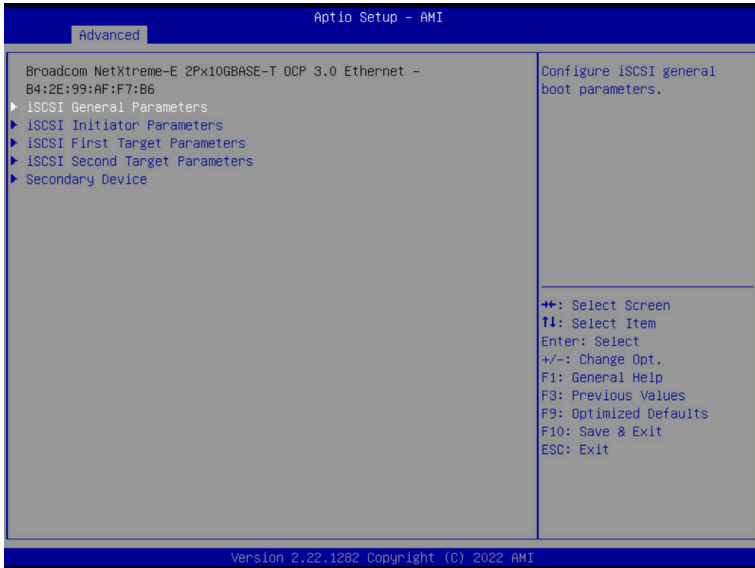 Aptio Setup - AMI
Advanced
Broadcom NetXtreme-E 2Px10GBASE-T OCP 3.0 Ethernet -
B4:2E:99:AF:F7:B6
iSCSI General Parameters
iSCSI Initiator Parameters
iSCSI First Target Parameters
iSCSI Second Target Parameters
Secondary Device
Configure iSCSI general
boot parameters.
→←: Select Screen
↑↓: Select Item
Enter: Select
+/-: Change Opt.
F1: General Help
F3: Previous Values
F9: Optimized Defaults
F10: Save & Exit
ESC: Exit
Version 2.22.1282 Copyright (C) 2022 AMI